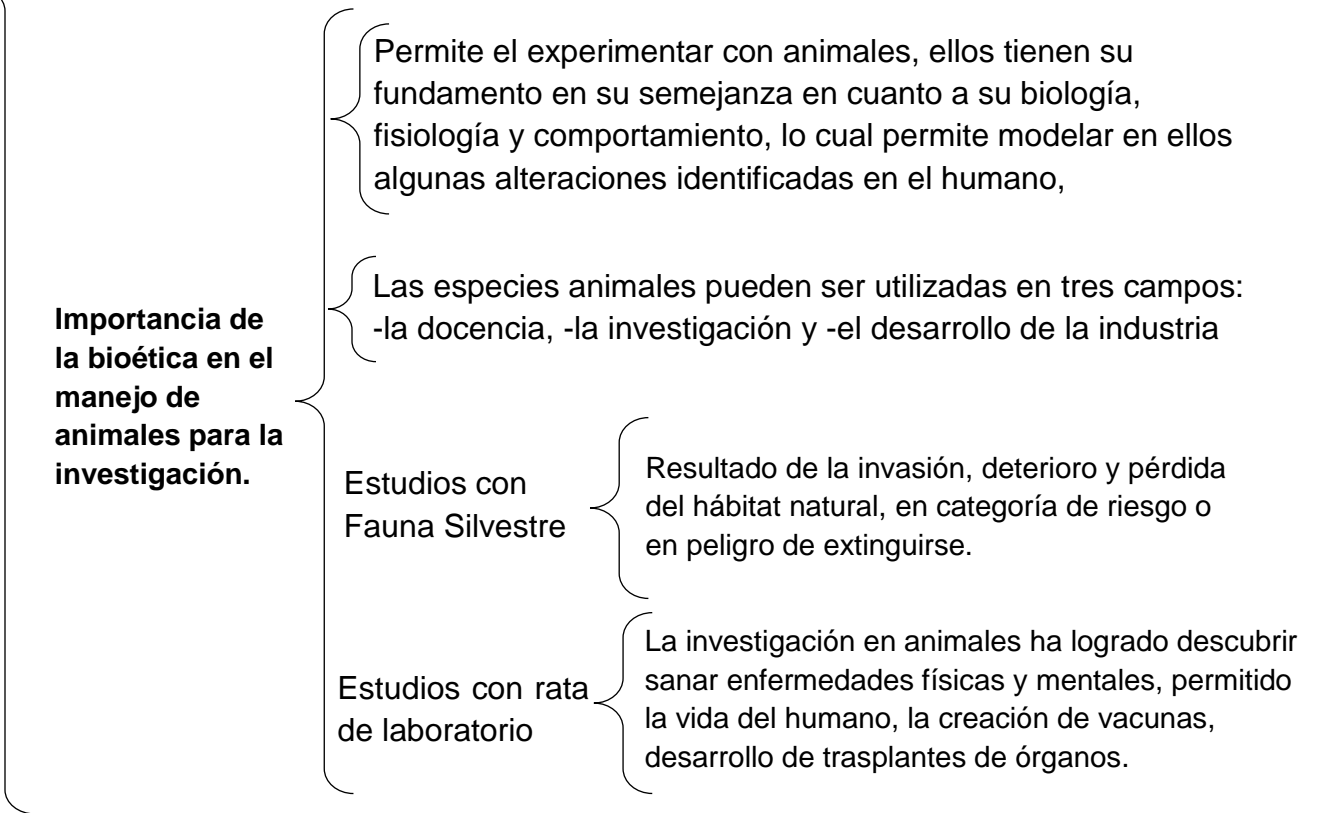 Permite el experimentar con animales, ellos tienen su
fundamento en su semejanza en cuanto a su biología,
fisiología y comportamiento, lo cual permite modelar en ellos
algunas alteraciones identificadas en el humano,
Las especies animales pueden ser utilizadas en tres campos:
-la docencia, -la investigación y -el desarrollo de la industria
Importancia de
la bioética en el
manejo de
animales para la
investigación.
Estudios con
Fauna Silvestre
Resultado de la invasión, deterioro y pérdida
del hábitat natural, en categoría de riesgo o
en peligro de extinguirse.
Estudios con rata
de laboratorio
La investigación en animales ha logrado descubrir
sanar enfermedades físicas y mentales, permitido
la vida del humano, la creación de vacunas,
desarrollo de trasplantes de órganos.